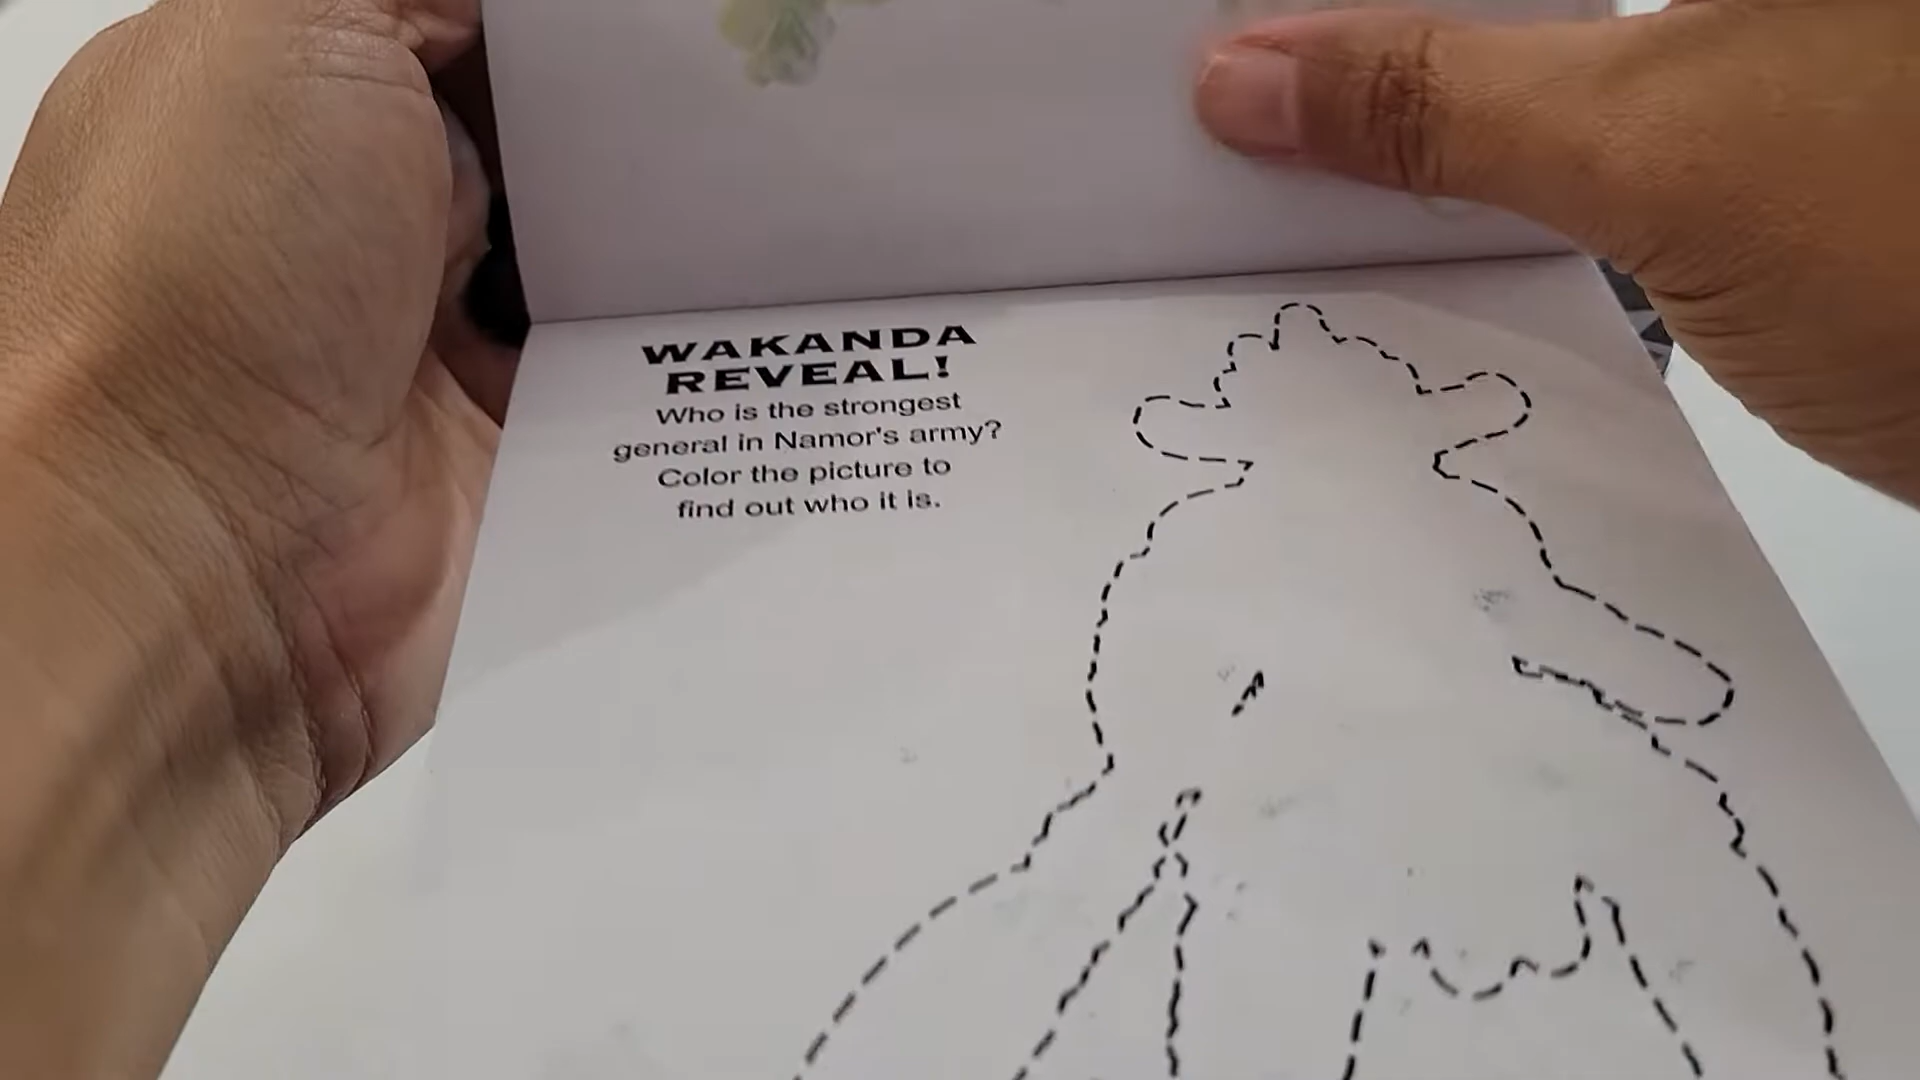 WAKANDA
REVEAL!
Who is the strongest
general in Namor's army?
Color the picture to
find out who it is.